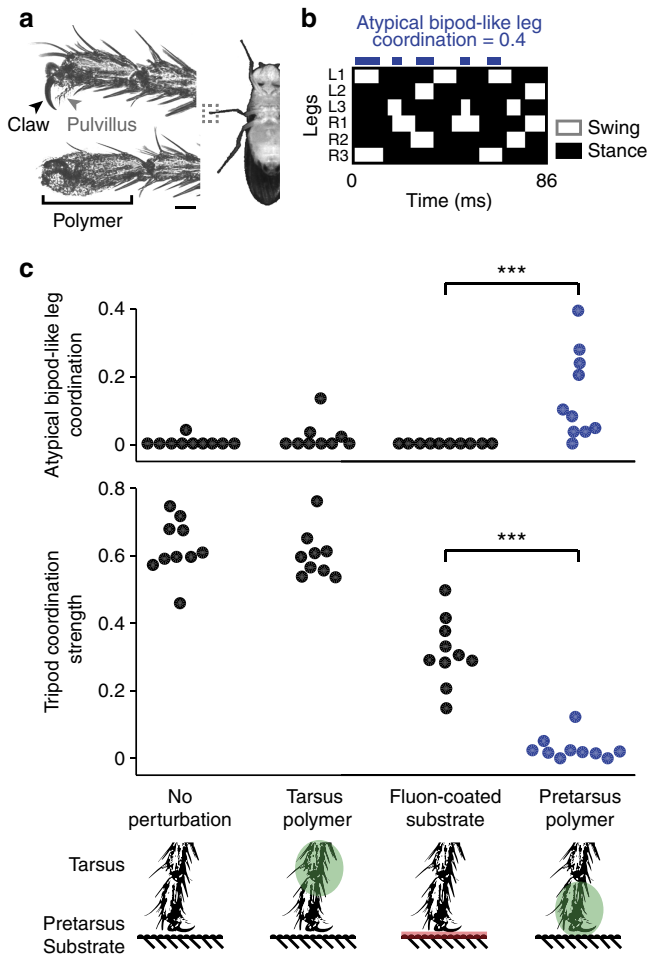 a
Claw
Pulvillus
Polymer
b
Atypical bipod-like leg
coordination = 0.4
Legs
L1
L2
L3
R1
R2
R3
Swing
Stance
0
86
Time (ms)
c
***
Atypical bipod-like leg
coordination
0.4
0.2
0
***
Tripod coordination
strength
0.8
0.6
0.4
0.2
0
No
perturbation
Tarsus
polymer
Fluon-coated
substrate
Pretarsus
polymer
Tarsus
Pretarsus
Substrate